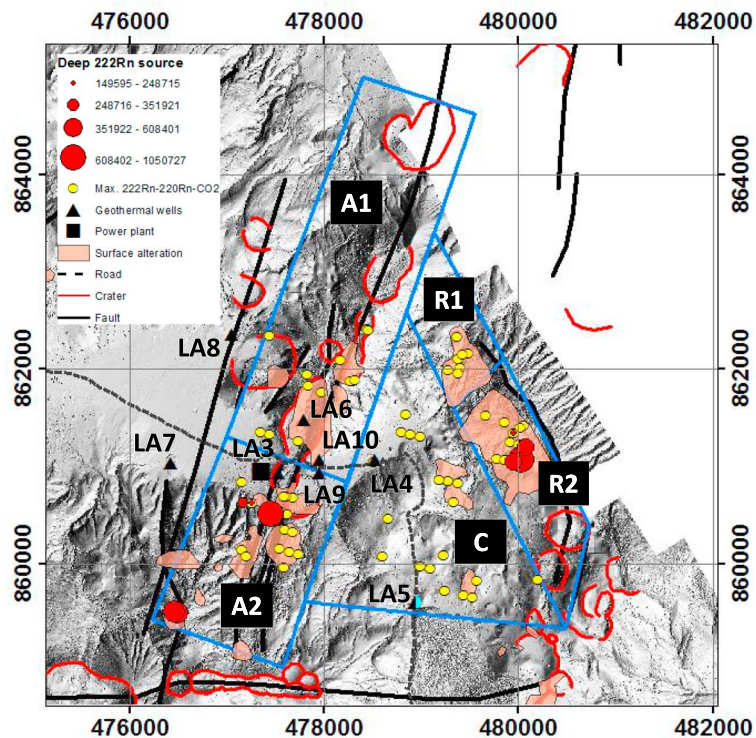 476000 478000 480000 482000
Deep 222Rn source
149595 - 248715
248716 - 351921
351922 - 608401
608402 - 1050727
Max. 222Rn-220Rn-CO2
Geothermal wells
Power plant
Surface alteration
Road
Crater
Fault
864000 864000
A1
R1
LA8
862000 862000
LA6
LA7 LA3 LA10
LA9 LA4 R2
C
860000 860000
A2 LA5
476000 478000 480000 482000